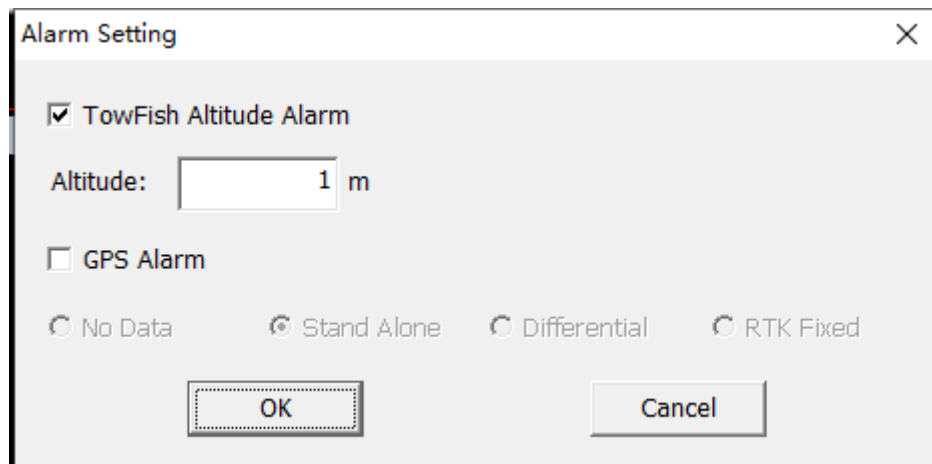 Alarm Setting
TowFish Altitude Alarm
Altitude: 1 m
GPS Alarm
No Data Stand Alone Differential RTK Fixed
OK Cancel